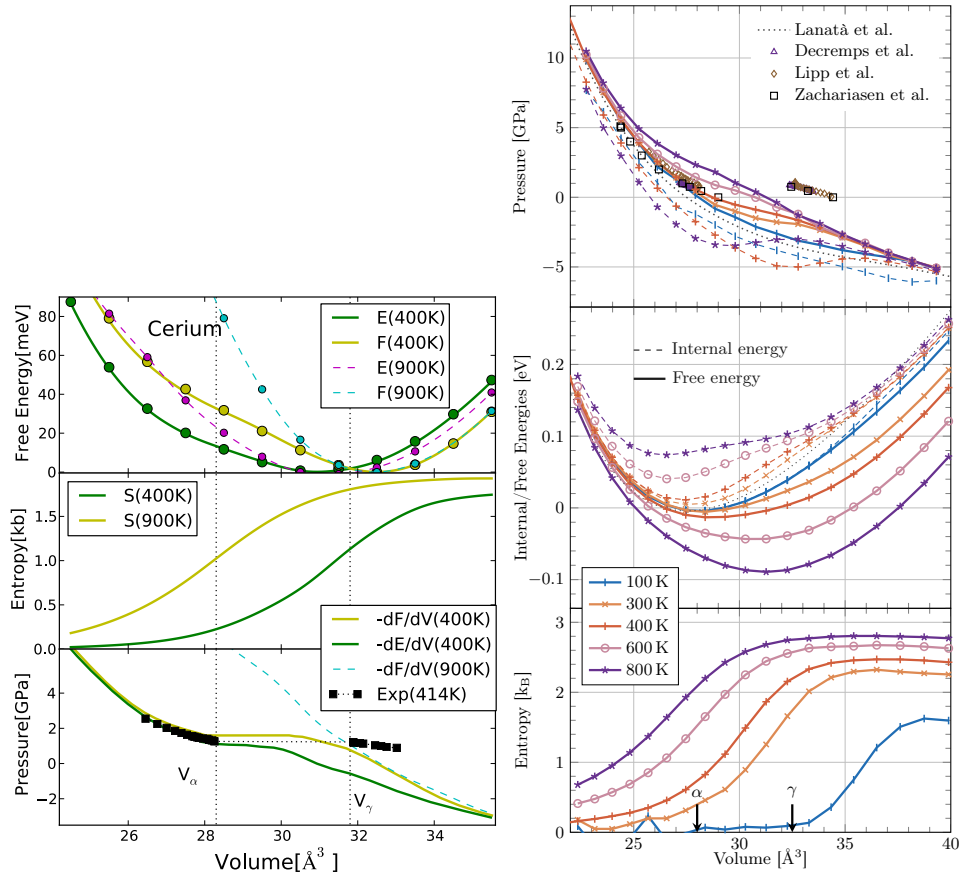 Free Energy[meV]
80
60
40
20
0
Cerium
E(400K)
F(400K)
E(900K)
F(900K)
Entropy[kb]
1.5
1.0
0.5
0.0
S(400K)
S(900K)
Pressure[GPa]
4
2
0
−2
-dF/dV(400K)
-dE/dV(400K)
-dF/dV(900K)
Exp(414K)
Vα
Vγ
24 26 28 30 32 34
Volume[Å³ ]
Pressure [GPa]
10
5
0
−5
Lanatà et al.
Decremps et al.
Lipp et al.
Zachariasen et al.
Internal/Free Energies [eV]
0.2
0.1
0
−0.1
Internal energy
Free energy
100 K
300 K
400 K
600 K
800 K
Entropy [kB]
3
2
1
0
α
γ
25 30 35 40
Volume [Å³]